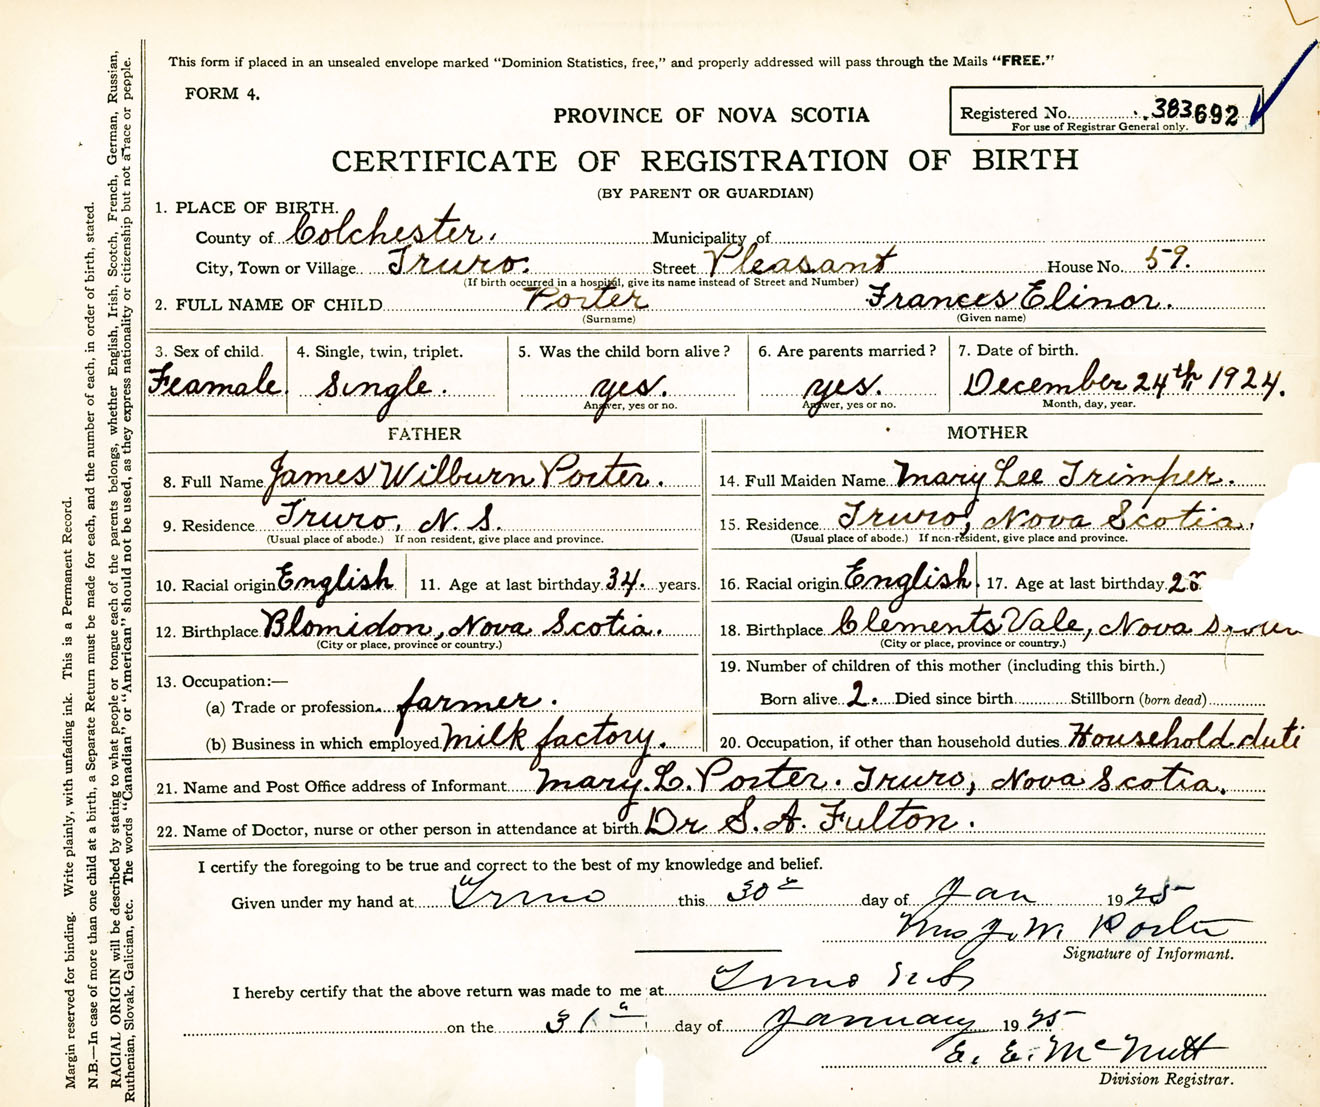 This form if placed in an unsealed envelope marked "Dominion Statistics, free," and properly addressed will pass through the Mails "FREE."
FORM 4.
PROVINCE OF NOVA SCOTIA
Registered No. 383692
For use of Registrar General only.
CERTIFICATE OF REGISTRATION OF BIRTH
(BY PARENT OR GUARDIAN)
1. PLACE OF BIRTH.
County of Colchester. Municipality of
City, Town or Village Truro. Street Pleasant House No. 59.
(If birth occurred in a hospital, give its name instead of Street and Number)
2. FULL NAME OF CHILD Porter Frances Elinor.
(Surname) (Given name)
3. Sex of child. 4. Single, twin, triplet. 5. Was the child born alive? 6. Are parents married? 7. Date of birth.
Feamale. Single. yes. yes. December 24th 1924.
Answer, yes or no. Answer, yes or no. Month, day, year.
FATHER MOTHER
8. Full Name James Wilburn Porter. 14. Full Maiden Name Mary Lee Trimper.
9. Residence Truro, N. S. 15. Residence Truro, Nova Scotia.
(Usual place of abode.) If non resident, give place and province. (Usual place of abode.) If non-resident, give place and province.
10. Racial origin English 11. Age at last birthday 34. years. 16. Racial origin English. 17. Age at last birthday
12. Birthplace Blomidon, Nova Scotia. 18. Birthplace Clements Vale, Nova
(City or place, province or country.) (City or place, province or country.)
19. Number of children of this mother (including this birth.)
13. Occupation:—
(a) Trade or profession farmer. Born alive 2. Died since birth Stillborn (born dead)
(b) Business in which employed Milk factory. 20. Occupation, if other than household duties Household duti
21. Name and Post Office address of Informant Mary. L. Porter. Truro, Nova Scotia.
22. Name of Doctor, nurse or other person in attendance at birth Dr S. A. Fulton.
I certify the foregoing to be true and correct to the best of my knowledge and belief.
Given under my hand at Truro this 30 day of Jan 1925
Mrs J. W. Porter
Signature of Informant.
I hereby certify that the above return was made to me at Truro N S
on the 31 day of January 1925
E. E. McNutt
Division Registrar.
Margin reserved for binding. Write plainly, with unfading ink. This is a Permanent Record.
N.B.—In case of more than one child at a birth, a Separate Return must be made for each, and the number of each, in order of birth, stated.
RACIAL ORIGIN will be described by stating to what people or tongue each of the parents belongs, whether English, Irish, Scotch, French, German, Russian,
Ruthenian, Slovak, Galician, etc. The words "Canadian" or "American" should not be used, as they express nationality or citizenship but not a race or people.